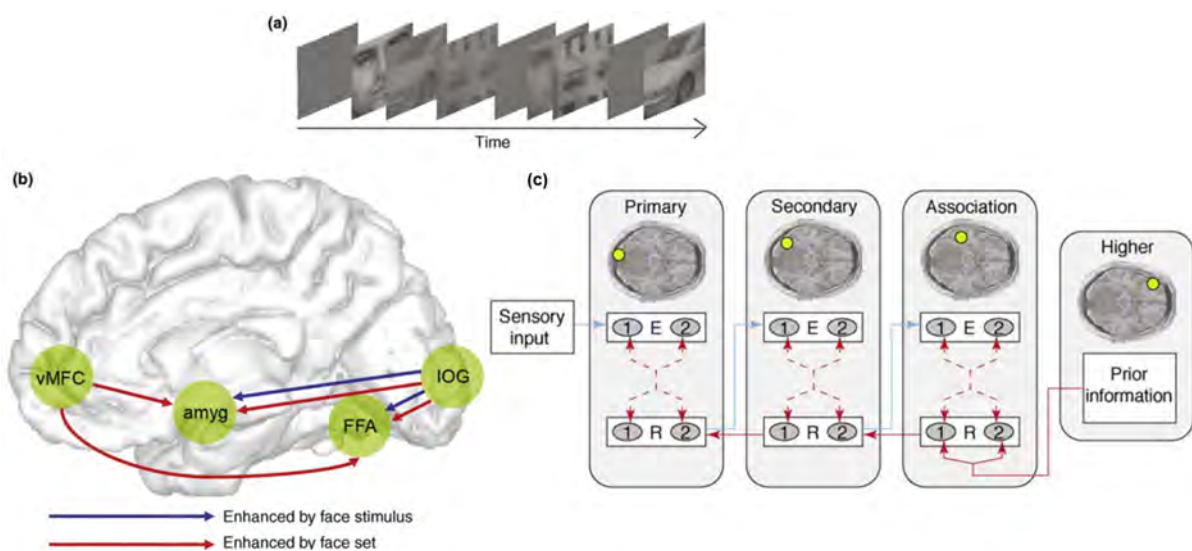 (a)
Time
(b)
vMFC
amyg
FFA
IOG
Enhanced by face stimulus
Enhanced by face set
(c)
Primary
Secondary
Association
Higher
Sensory
input
1 E 2
1 E 2
1 E 2
Prior
information
1 R 2
1 R 2
1 R 2